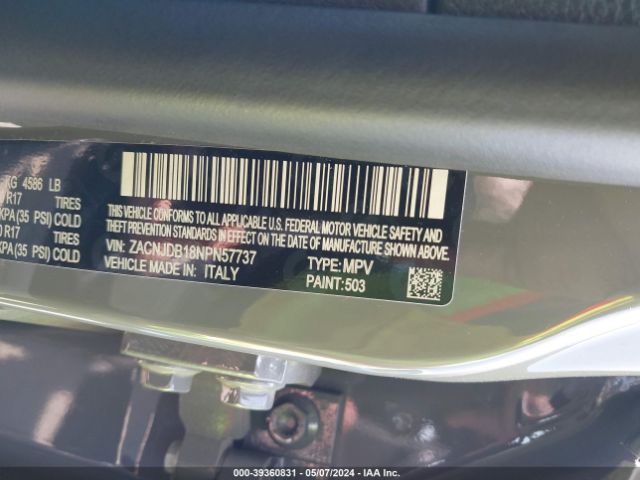 KG 4586 LB
R17 TIRES
KPA(35 PSI) COLD
R17 TIRES
KPA(35 PSI) COLD
THIS VEHICLE CONFORMS TO ALL APPLICABLE U.S. FEDERAL MOTOR VEHICLE SAFETY AND
THEFT PREVENTION STANDARDS IN EFFECT ON THE DATE OF MANUFACTURE SHOWN ABOVE.
VIN: ZACNJDB18NPN57737
TYPE: MPV
VEHICLE MADE IN: ITALY
PAINT:503
000-39360831 - 05/07/2024 - IAA Inc.